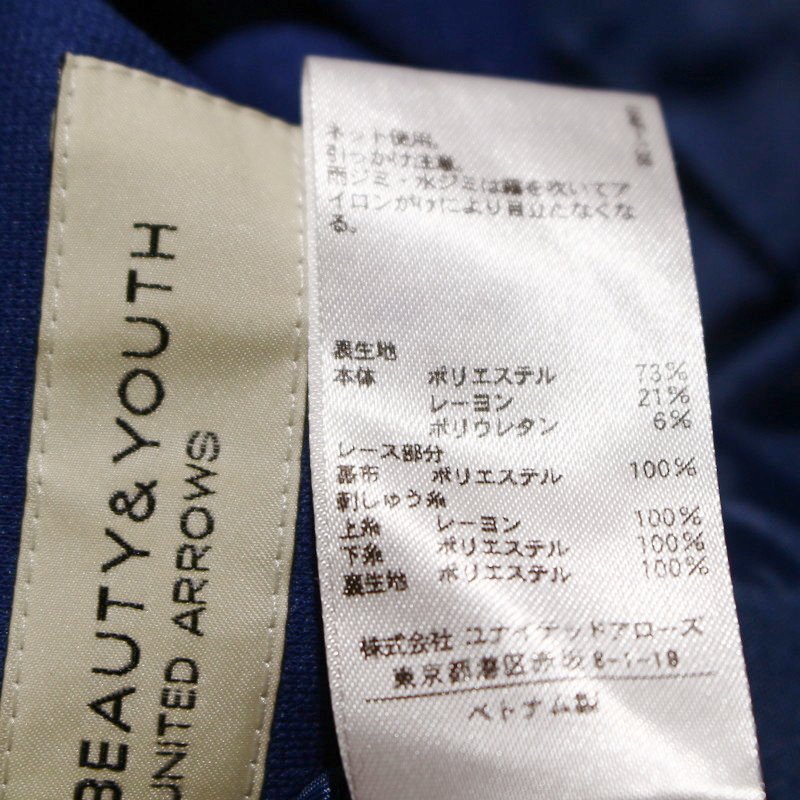 BEAUTY&YOUTH
UNITED ARROWS
ネット使用。
引っかけ注意。
雨ジミ・水ジミは霧を吹いてア
イロンがけにより目立たなくな
る。
表生地
本体 ポリエステル 73%
レーヨン 21%
ポリウレタン 6%
レース部分
基布 ポリエステル 100%
刺しゅう糸
上糸 レーヨン 100%
下糸 ポリエステル 100%
裏生地 ポリエステル 100%
株式会社 ユナイテッドアローズ
東京都港区赤坂8-1-19
ベトナム製